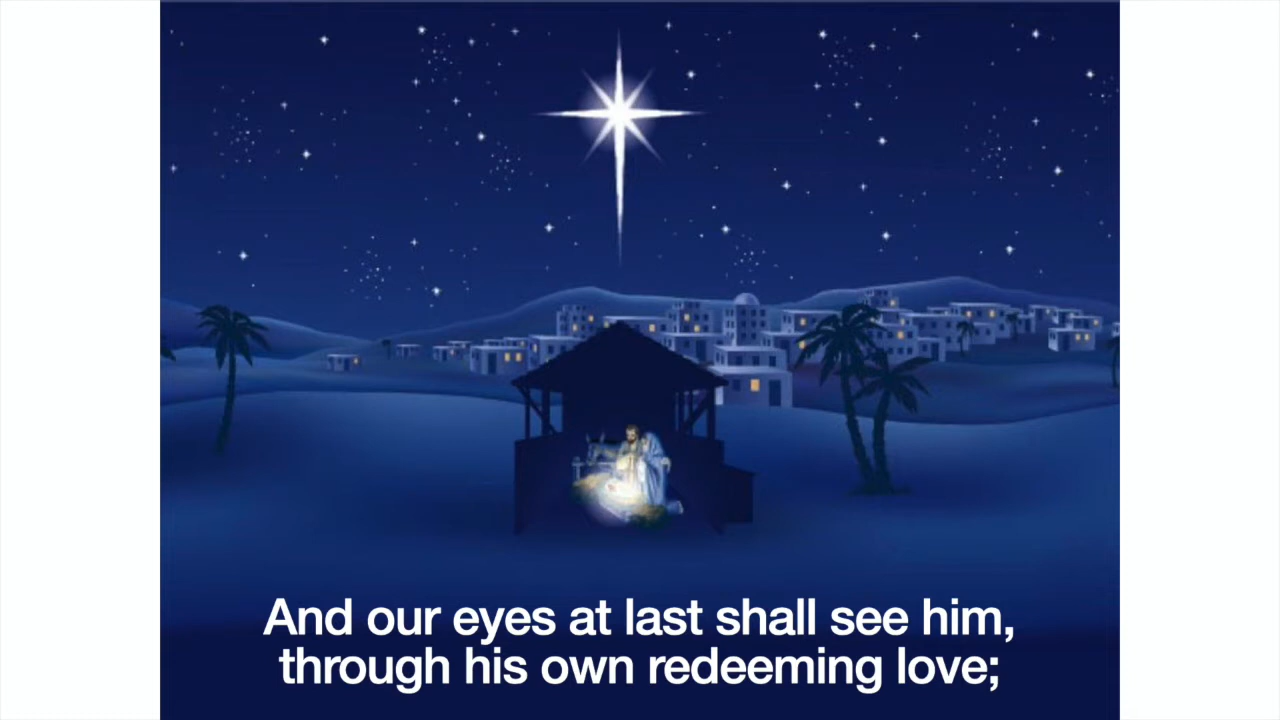 And our eyes at last shall see him,
through his own redeeming love;